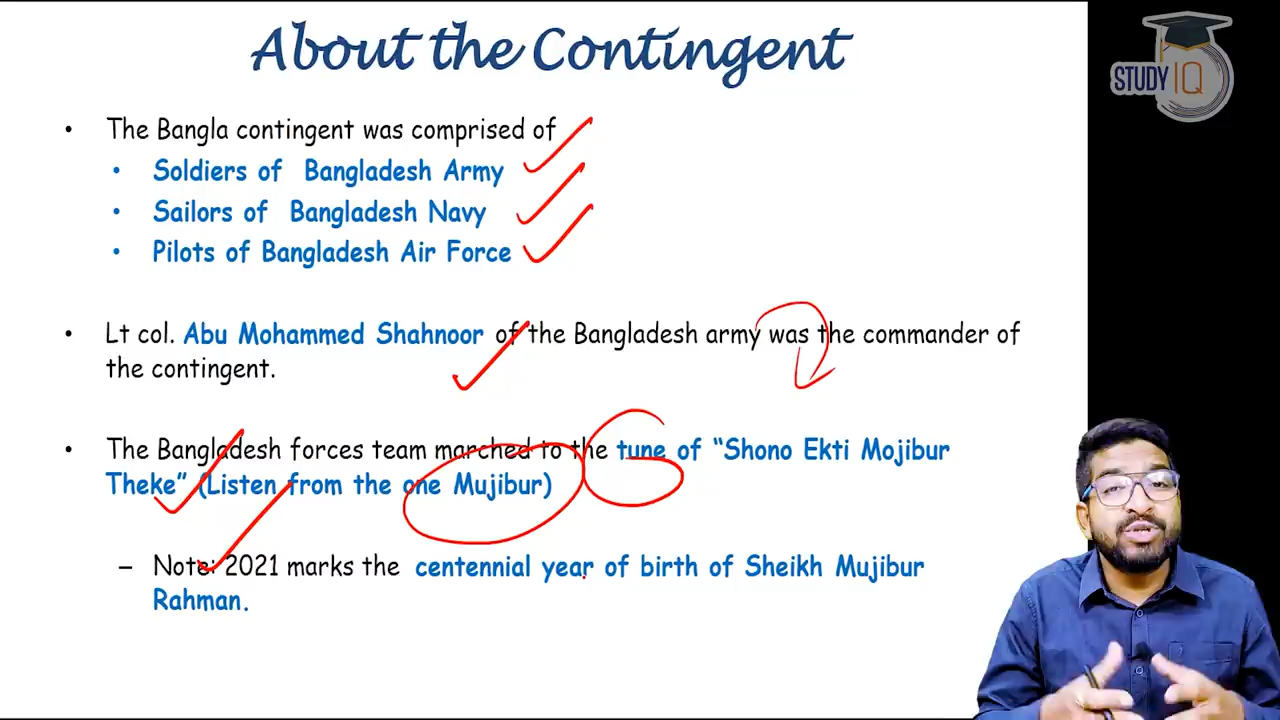 About the Contingent
STUDY IQ
• The Bangla contingent was comprised of
• Soldiers of Bangladesh Army
• Sailors of Bangladesh Navy
• Pilots of Bangladesh Air Force
• Lt col. Abu Mohammed Shahnoor of the Bangladesh army was the commander of
the contingent.
• The Bangladesh forces team marched to the tune of “Shono Ekti Mojibur
Theke” (Listen from the one Mujibur)
– Note: 2021 marks the centennial year of birth of Sheikh Mujibur
Rahman.